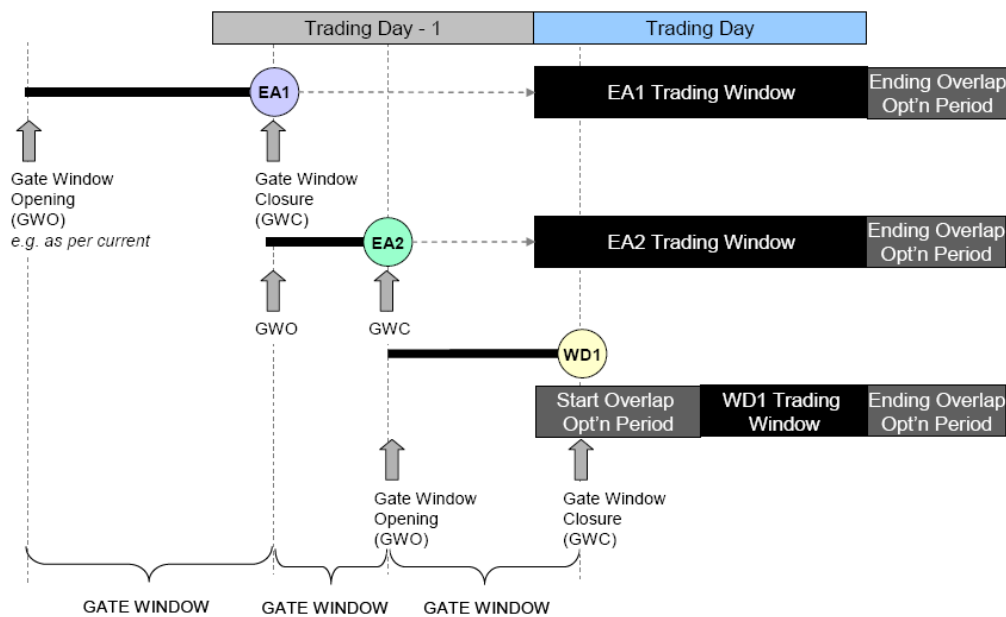 Trading Day - 1
Trading Day
EA1
EA1 Trading Window
Ending Overlap
Opt'n Period
Gate Window
Opening
(GWO)
e.g. as per current
Gate Window
Closure
(GWC)
EA2
EA2 Trading Window
Ending Overlap
Opt'n Period
GWO
GWC
WD1
Start Overlap
Opt'n Period
WD1 Trading
Window
Ending Overlap
Opt'n Period
Gate Window
Opening
(GWO)
Gate Window
Closure
(GWC)
GATE WINDOW
GATE WINDOW
GATE WINDOW